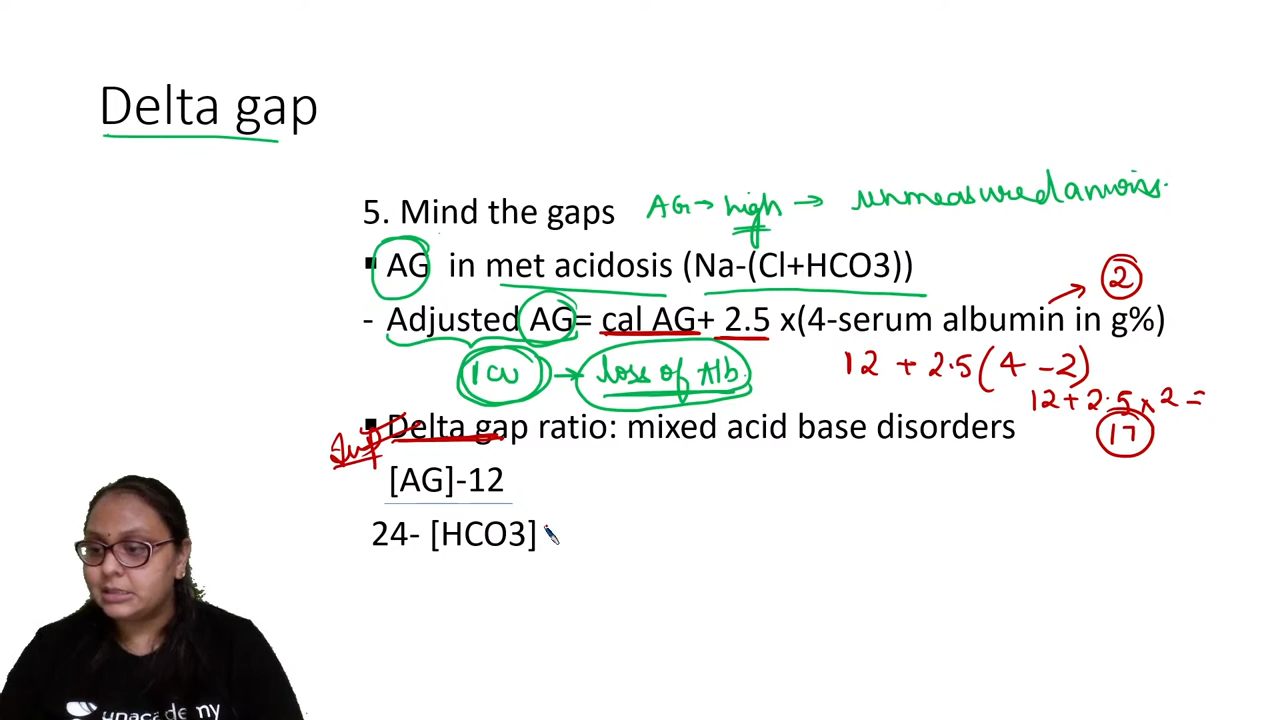 Delta gap
5. Mind the gaps AG → high → unmeasured anions.
▪ AG in met acidosis (Na-(Cl+HCO3))
2
- Adjusted AG= cal AG+ 2.5 x(4-serum albumin in g%)
ICU → loss of Alb.
12 + 2.5 (4 - 2)
12 + 2.5 x 2 =
17
▪ Delta gap ratio: mixed acid base disorders
Imp
[AG]-12
24- [HCO3]
unacademy